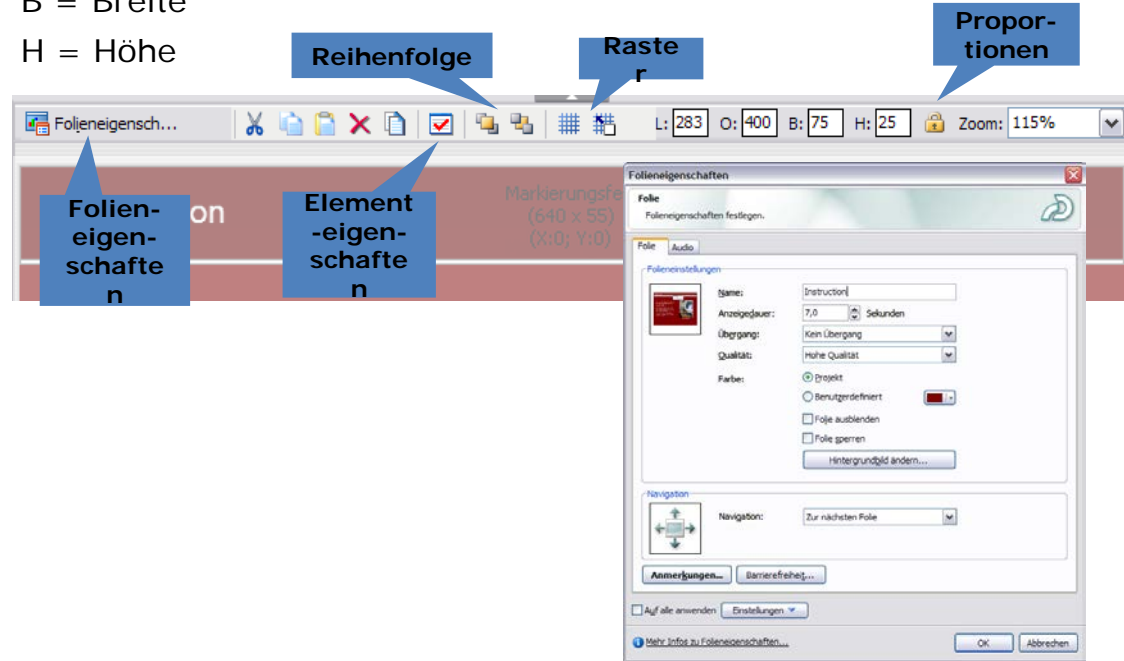 B = Breite
H = Höhe
Reihenfolge
Raste
r
Propor-
tionen
Folieneigensch...
L: 283 O: 400 B: 75 H: 25 Zoom: 115%
Folien-
eigen-
schafte
n
on
Element
-eigen-
schafte
n
Markierungsfe
(640 x 55)
(X:0; Y:0)
Folieneigenschaften
Folie
Folieneigenschaften festlegen.
Folie Audio
Folieneinstellungen
Name: Instruction
Anzeigedauer: 7,0 Sekunden
Übergang: Kein Übergang
Qualität: Hohe Qualität
Farbe: Projekt
Benutzerdefiniert
Folie ausblenden
Folie sperren
Hintergrundbild ändern...
Navigation
Navigation: Zur nächsten Folie
Anmerkungen... Barrierefreiheit...
Auf alle anwenden Einstellungen
Mehr Infos zu Folieneigenschaften... OK Abbrechen